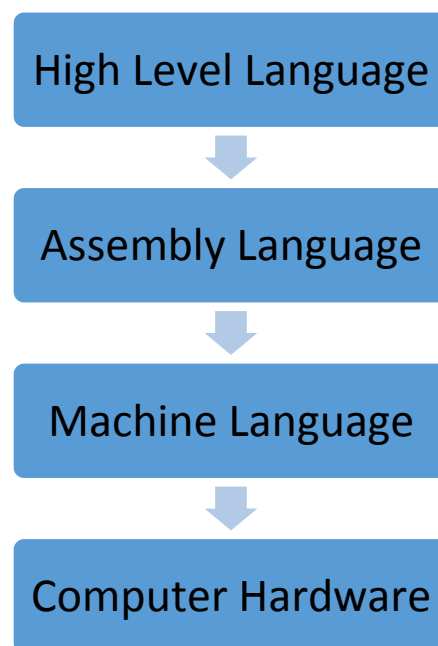 High Level Language
Assembly Language
Machine Language
Computer Hardware